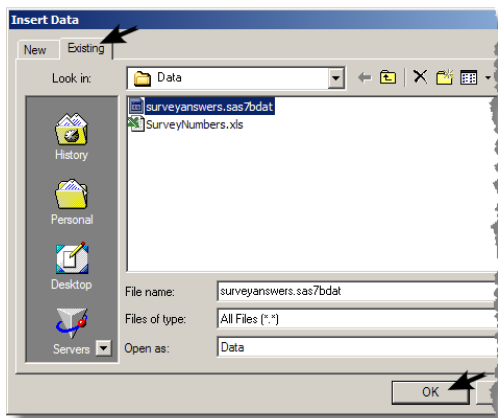 Insert Data
New Existing
Look in: Data
surveyanswers.sas7bdat
SurveyNumbers.xls
History
Personal
Desktop
Servers
File name: surveyanswers.sas7bdat
Files of type: All Files (*.*)
Open as: Data
OK